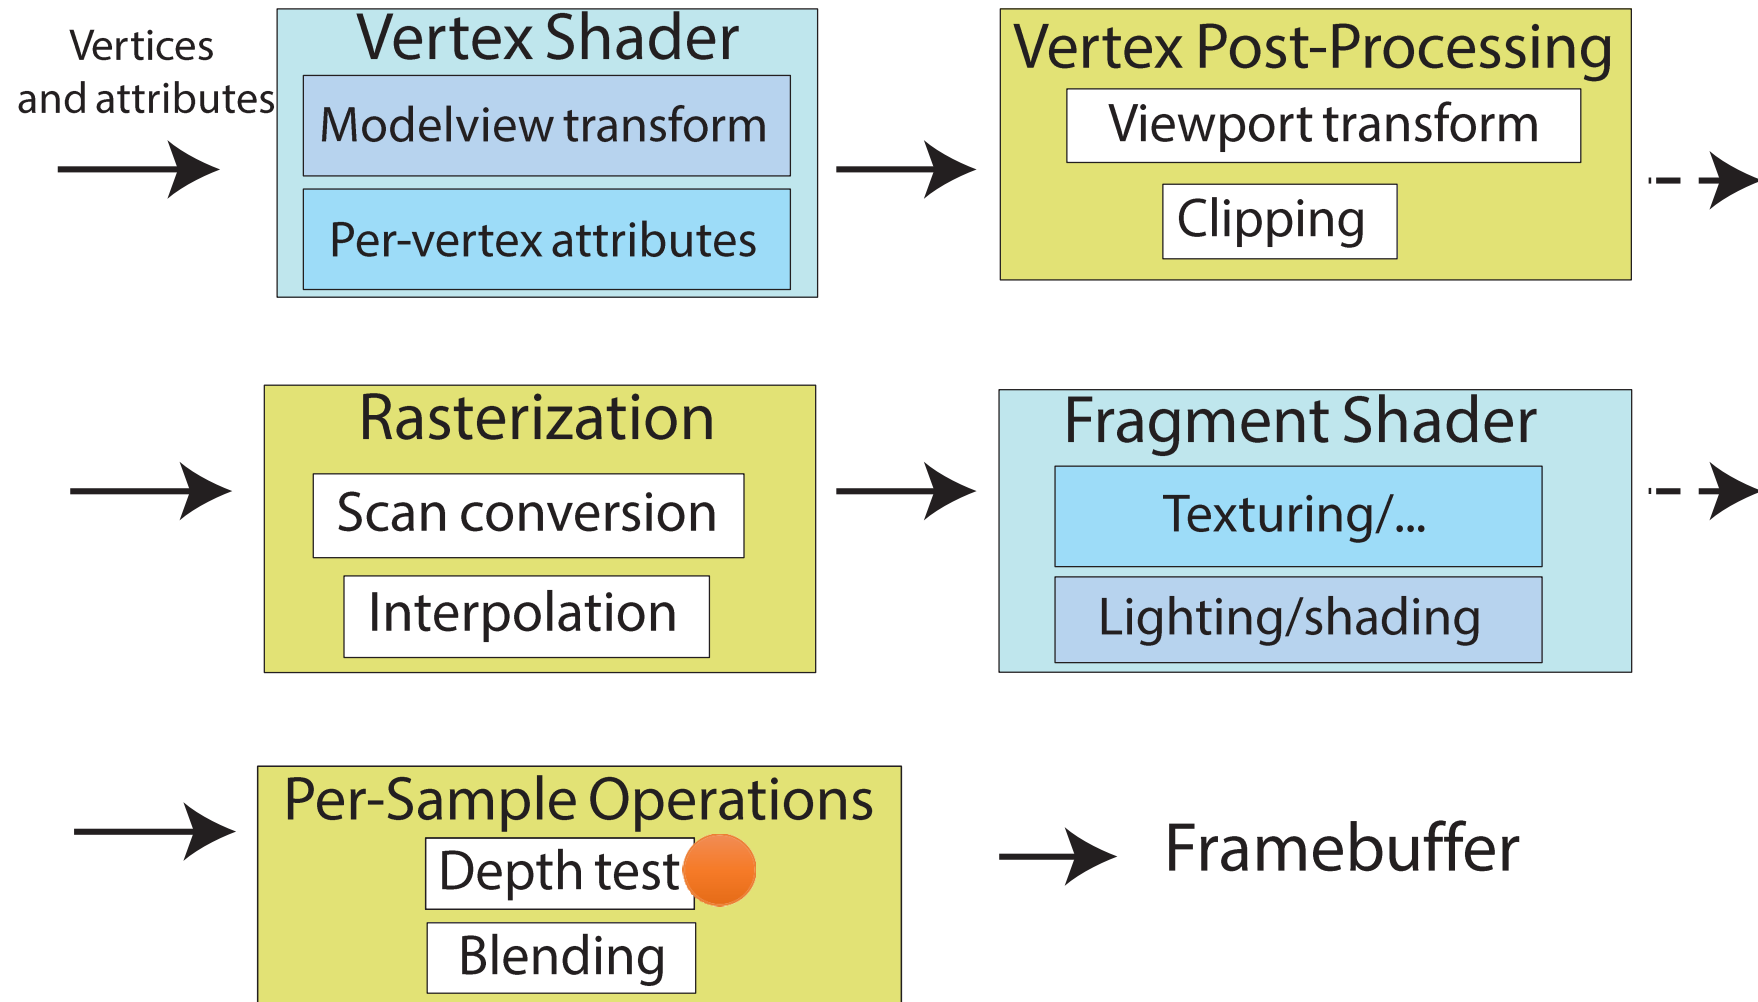 Vertices
and attributes
Vertex Shader
Modelview transform
Per-vertex attributes
Vertex Post-Processing
Viewport transform
Clipping
Rasterization
Scan conversion
Interpolation
Fragment Shader
Texturing/...
Lighting/shading
Per-Sample Operations
Depth test
Blending
Framebuffer